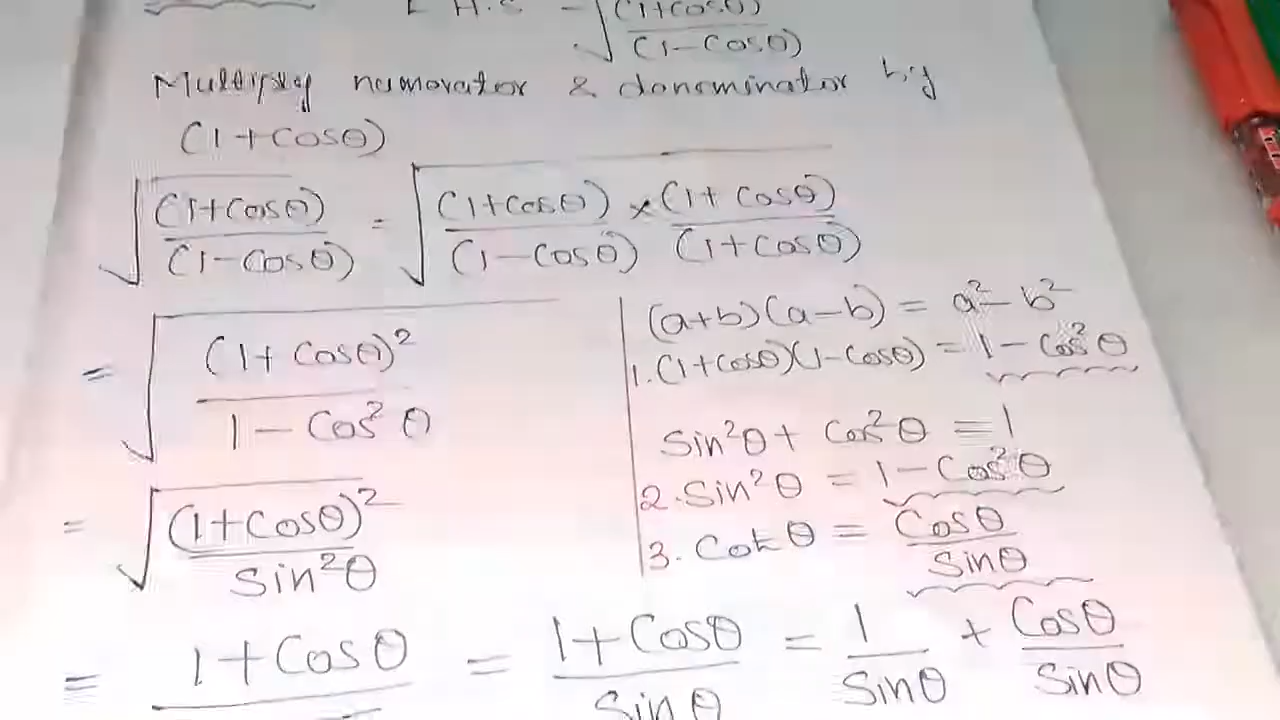 L.H.S = √((1+cosθ)/(1-cosθ))
Multiply numorator & donominator by
(1+cosθ)
√((1+cosθ)/(1-cosθ)) = √((1+cosθ)/(1-cosθ) × (1+cosθ)/(1+cosθ))
= √((1+cosθ)²/(1-cos²θ))
= √((1+cosθ)²/sin²θ)
(a+b)(a-b) = a²-b²
1.(1+cosθ)(1-cosθ) = 1-cos²θ
sin²θ + cos²θ = 1
2.sin²θ = 1-cos²θ
3. cotθ = cosθ/sinθ
= 1+cosθ = (1+cosθ)/sinθ = 1/sinθ + cosθ/sinθ